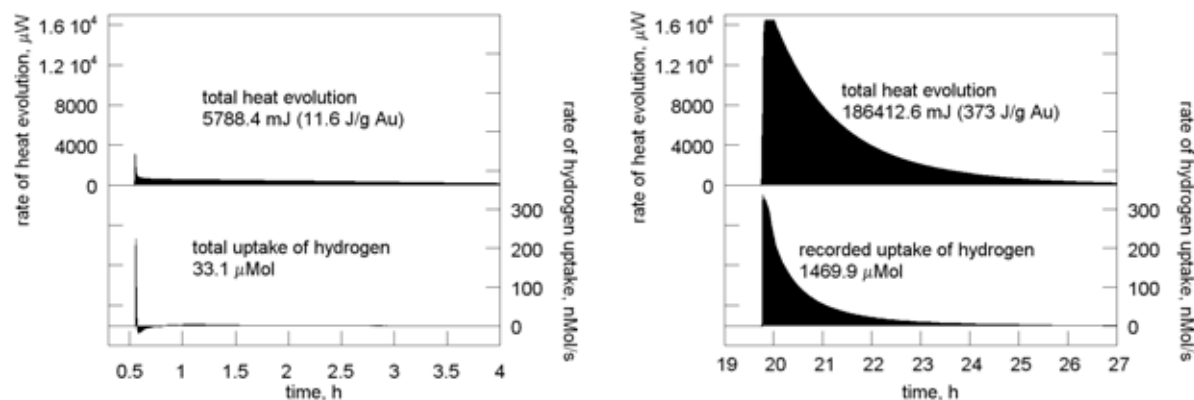 rate of heat evolution, μW
1.6 10⁴
1.2 10⁴
8000
4000
0
total heat evolution
5788.4 mJ (11.6 J/g Au)
total uptake of hydrogen
33.1 μMol
300
200
100
0
rate of hydrogen uptake, nMol/s
0.5 1 1.5 2 2.5 3 3.5 4
time, h
rate of heat evolution, μW
1.6 10⁴
1.2 10⁴
8000
4000
0
total heat evolution
186412.6 mJ (373 J/g Au)
recorded uptake of hydrogen
1469.9 μMol
300
200
100
0
rate of hydrogen uptake, nMol/s
19 20 21 22 23 24 25 26 27
time, h